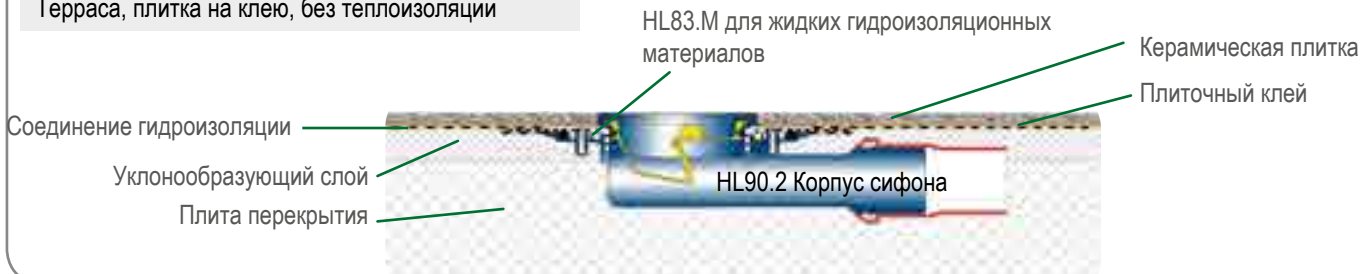 Терраса, плитка на клею, без теплоизоляции
HL83.M для жидких гидроизоляционных
материалов
Керамическая плитка
Плиточный клей
Соединение гидроизоляции
Уклонообразующий слой
HL90.2 Корпус сифона
Плита перекрытия